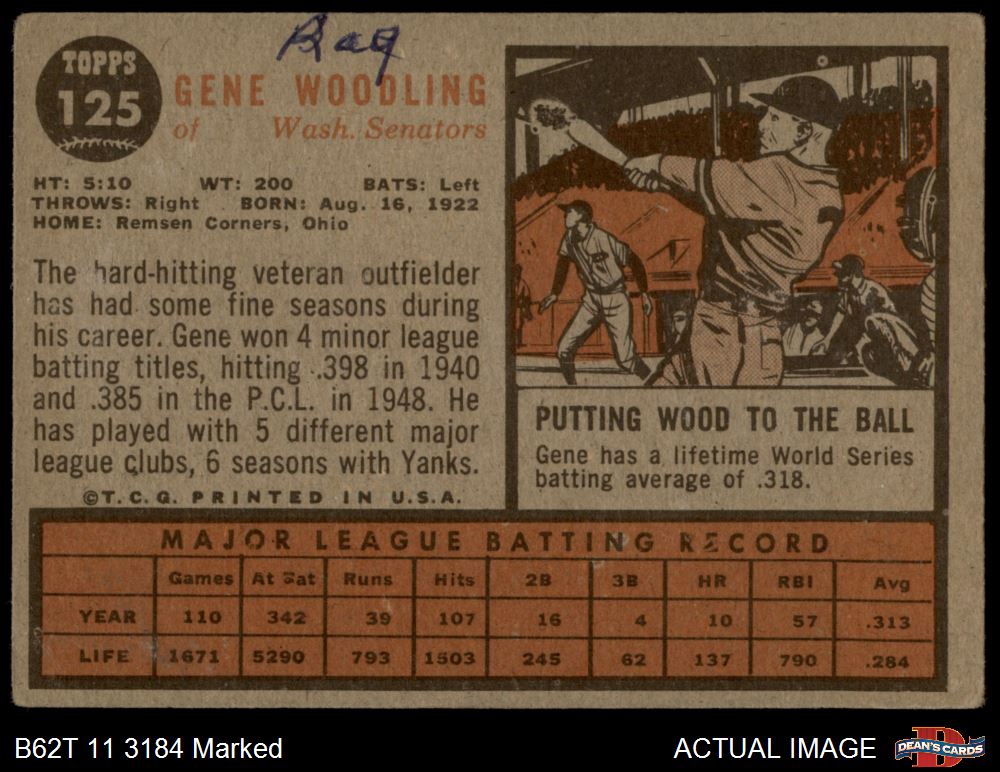 Rag
TOPPS
125
GENE WOODLING
of Wash. Senators
HT: 5:10 WT: 200 BATS: Left
THROWS: Right BORN: Aug. 16, 1922
HOME: Remsen Corners, Ohio
The hard-hitting veteran outfielder
has had some fine seasons during
his career. Gene won 4 minor league
batting titles, hitting .398 in 1940
and .385 in the P.C.L. in 1948. He
has played with 5 different major
league clubs, 6 seasons with Yanks.
©T.C.G. PRINTED IN U.S.A.
7
PUTTING WOOD TO THE BALL
Gene has a lifetime World Series
batting average of .318.
MAJOR LEAGUE BATTING RECORD
Games At Bat Runs Hits 2B 3B HR RBI Avg
YEAR 110 342 39 107 16 4 10 57 .313
LIFE 1671 5290 793 1503 245 62 137 790 .284
B62T 11 3184 Marked
ACTUAL IMAGE
DEAN'S CARDS